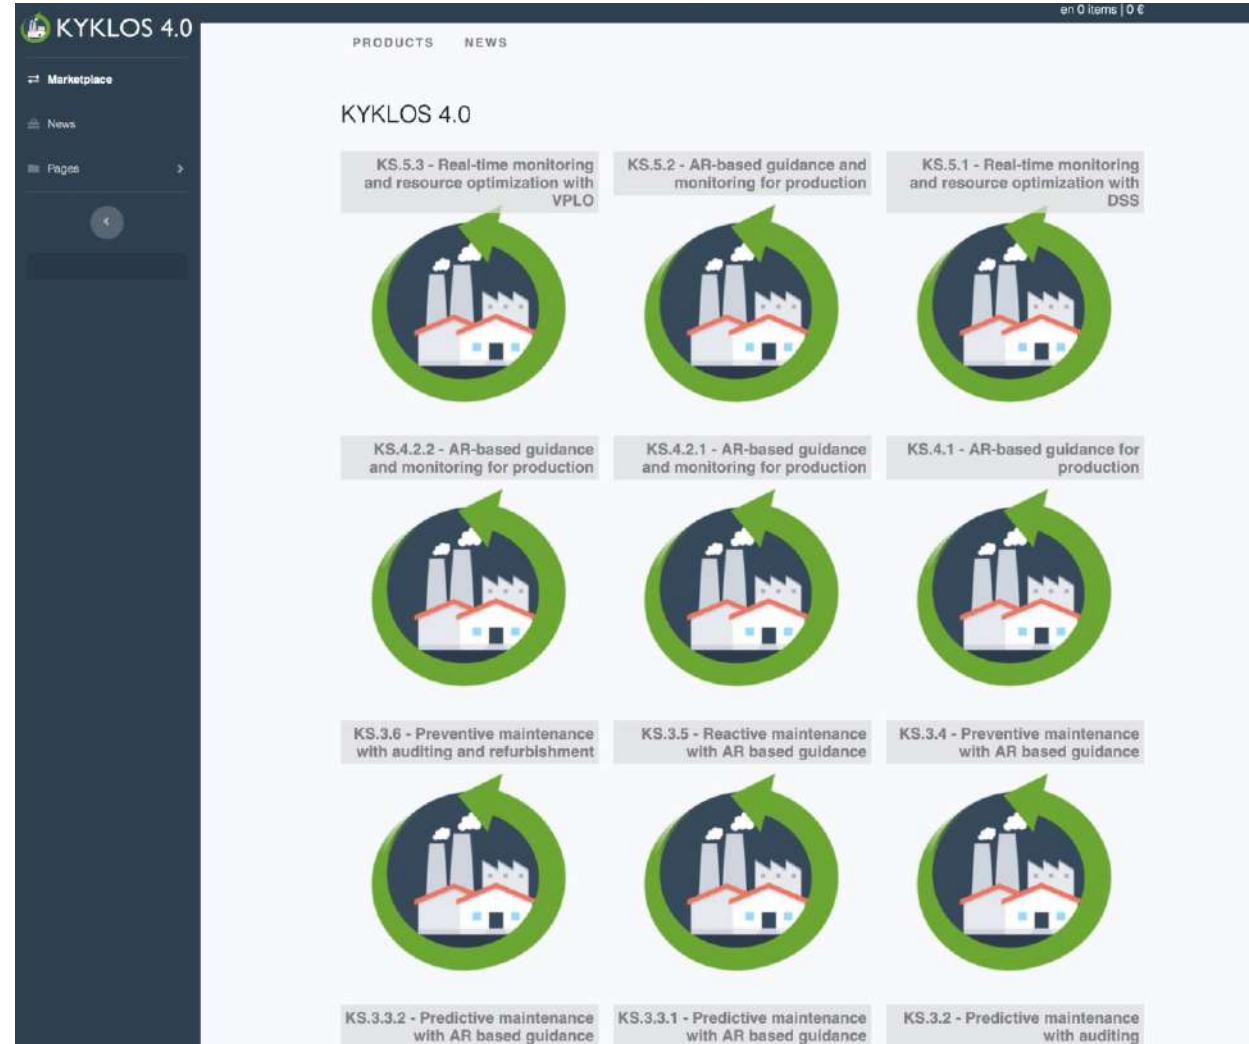 KYKLOS 4.0
en 0 items | 0 €
Marketplace
News
Pages
PRODUCTS NEWS
KYKLOS 4.0
KS.5.3 - Real-time monitoring
and resource optimization with
VPLO
KS.5.2 - AR-based guidance and
monitoring for production
KS.5.1 - Real-time monitoring
and resource optimization with
DSS
KS.4.2.2 - AR-based guidance
and monitoring for production
KS.4.2.1 - AR-based guidance
and monitoring for production
KS.4.1 - AR-based guidance for
production
KS.3.6 - Preventive maintenance
with auditing and refurbishment
KS.3.5 - Reactive maintenance
with AR based guidance
KS.3.4 - Preventive maintenance
with AR based guidance
KS.3.3.2 - Predictive maintenance
with AR based guidance
KS.3.3.1 - Predictive maintenance
with AR based guidance
KS.3.2 - Predictive maintenance
with auditing